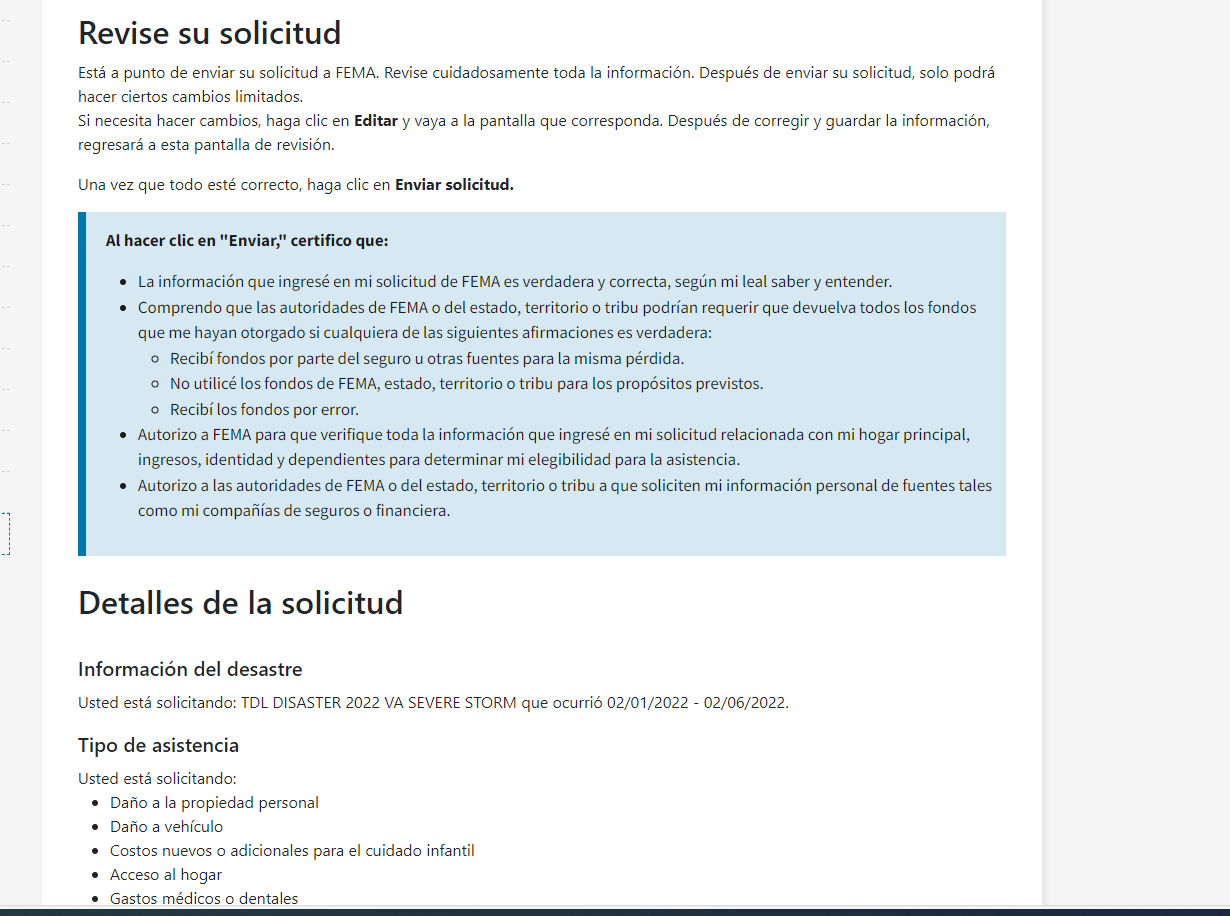 Revise su solicitud
Está a punto de enviar su solicitud a FEMA. Revise cuidadosamente toda la información. Después de enviar su solicitud, solo podrá
hacer ciertos cambios limitados.
Si necesita hacer cambios, haga clic en Editar y vaya a la pantalla que corresponda. Después de corregir y guardar la información,
regresará a esta pantalla de revisión.
Una vez que todo esté correcto, haga clic en Enviar solicitud.
Al hacer clic en "Enviar," certifico que:
• La información que ingresé en mi solicitud de FEMA es verdadera y correcta, según mi leal saber y entender.
• Comprendo que las autoridades de FEMA o del estado, territorio o tribu podrían requerir que devuelva todos los fondos
que me hayan otorgado si cualquiera de las siguientes afirmaciones es verdadera:
◦ Recibí fondos por parte del seguro u otras fuentes para la misma pérdida.
◦ No utilicé los fondos de FEMA, estado, territorio o tribu para los propósitos previstos.
◦ Recibí los fondos por error.
• Autorizo a FEMA para que verifique toda la información que ingresé en mi solicitud relacionada con mi hogar principal,
ingresos, identidad y dependientes para determinar mi elegibilidad para la asistencia.
• Autorizo a las autoridades de FEMA o del estado, territorio o tribu a que soliciten mi información personal de fuentes tales
como mi compañías de seguros o financiera.
Detalles de la solicitud
Información del desastre
Usted está solicitando: TDL DISASTER 2022 VA SEVERE STORM que ocurrió 02/01/2022 - 02/06/2022.
Tipo de asistencia
Usted está solicitando:
• Daño a la propiedad personal
• Daño a vehículo
• Costos nuevos o adicionales para el cuidado infantil
• Acceso al hogar
• Gastos médicos o dentales